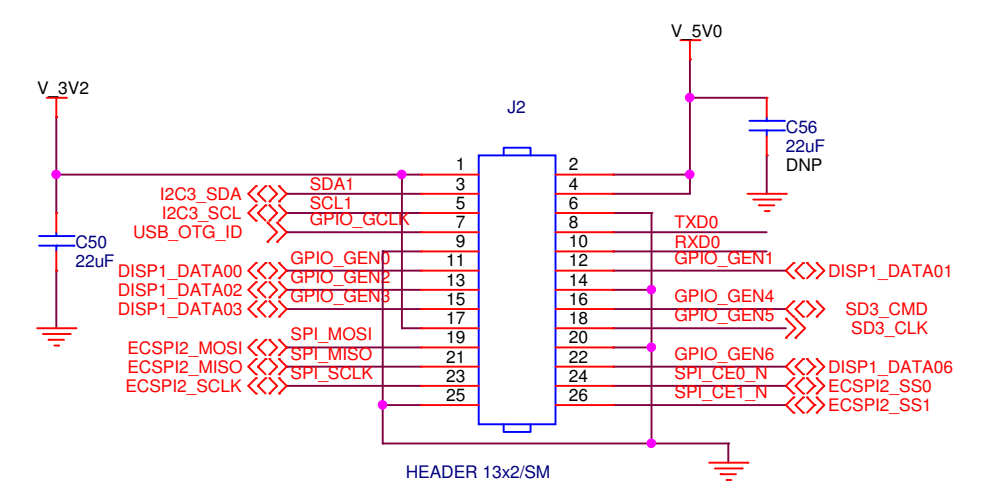 V_5V0
V_3V2
J2
C56
22uF
DNP
1 2
SDA1
I2C3_SDA 3 4
SCL1
I2C3_SCL 5 6
GPIO_GCLK TXD0
USB_OTG_ID 7 8
RXD0
9 10
C50
22uF
GPIO_GEN0 GPIO_GEN1
DISP1_DATA00 11 12 DISP1_DATA01
GPIO_GEN2
DISP1_DATA02 13 14
GPIO_GEN3 GPIO_GEN4
DISP1_DATA03 15 16 SD3_CMD
GPIO_GEN5
17 18 SD3_CLK
SPI_MOSI
ECSPI2_MOSI 19 20
SPI_MISO GPIO_GEN6
ECSPI2_MISO 21 22 DISP1_DATA06
SPI_SCLK SPI_CE0_N
ECSPI2_SCLK 23 24 ECSPI2_SS0
SPI_CE1_N
25 26 ECSPI2_SS1
HEADER 13x2/SM